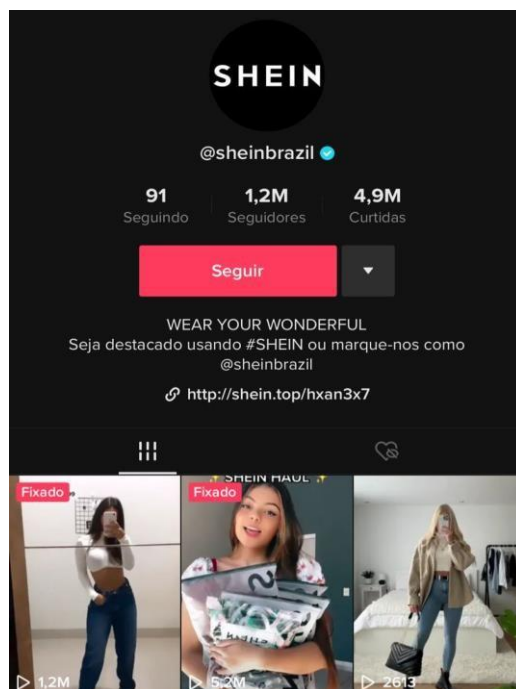 SHEIN
@sheinbrazil
91 1,2M 4,9M
Seguindo Seguidores Curtidas
Seguir
WEAR YOUR WONDERFUL
Seja destacado usando #SHEIN ou marque-nos como
@sheinbrazil
http://shein.top/hxan3x7
Fixado
SHEIN HAUL
Fixado
1,2M 5,2M 2613